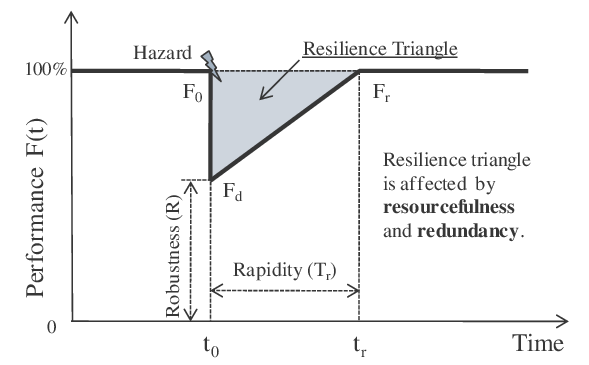 Hazard
Resilience Triangle
100%
F0
Fr
Performance F(t)
Resilience triangle
is affected by
resourcefulness
and redundancy.
Fd
Robustness (R)
Rapidity (Tr)
0
t0
tr
Time